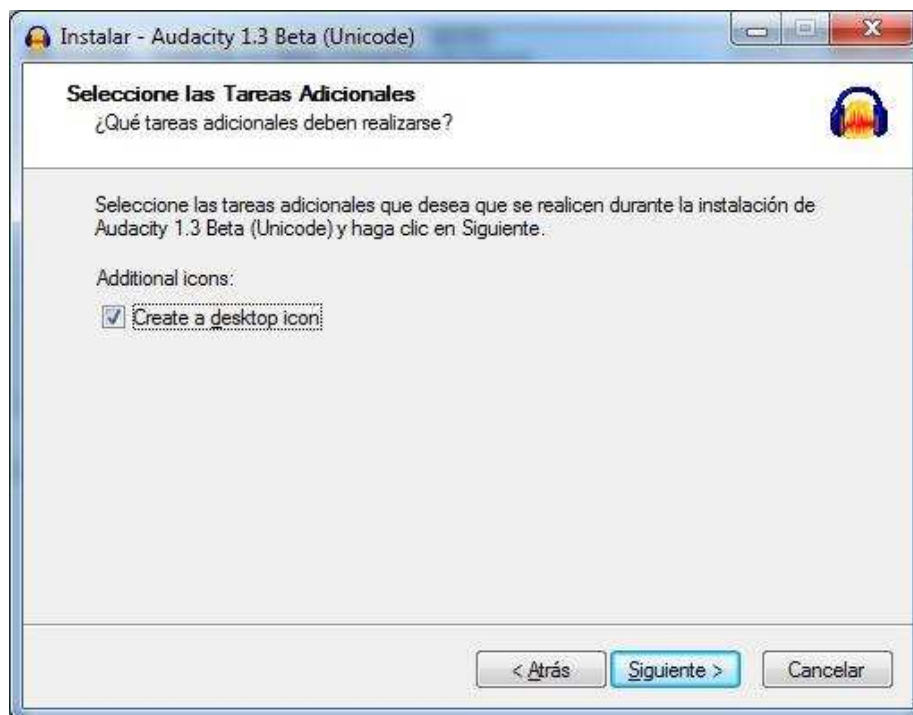 Instalar - Audacity 1.3 Beta (Unicode)
Seleccione las Tareas Adicionales
¿Qué tareas adicionales deben realizarse?
Seleccione las tareas adicionales que desea que se realicen durante la instalación de
Audacity 1.3 Beta (Unicode) y haga clic en Siguiente.
Additional icons:
Create a desktop icon
< Atrás
Siguiente >
Cancelar